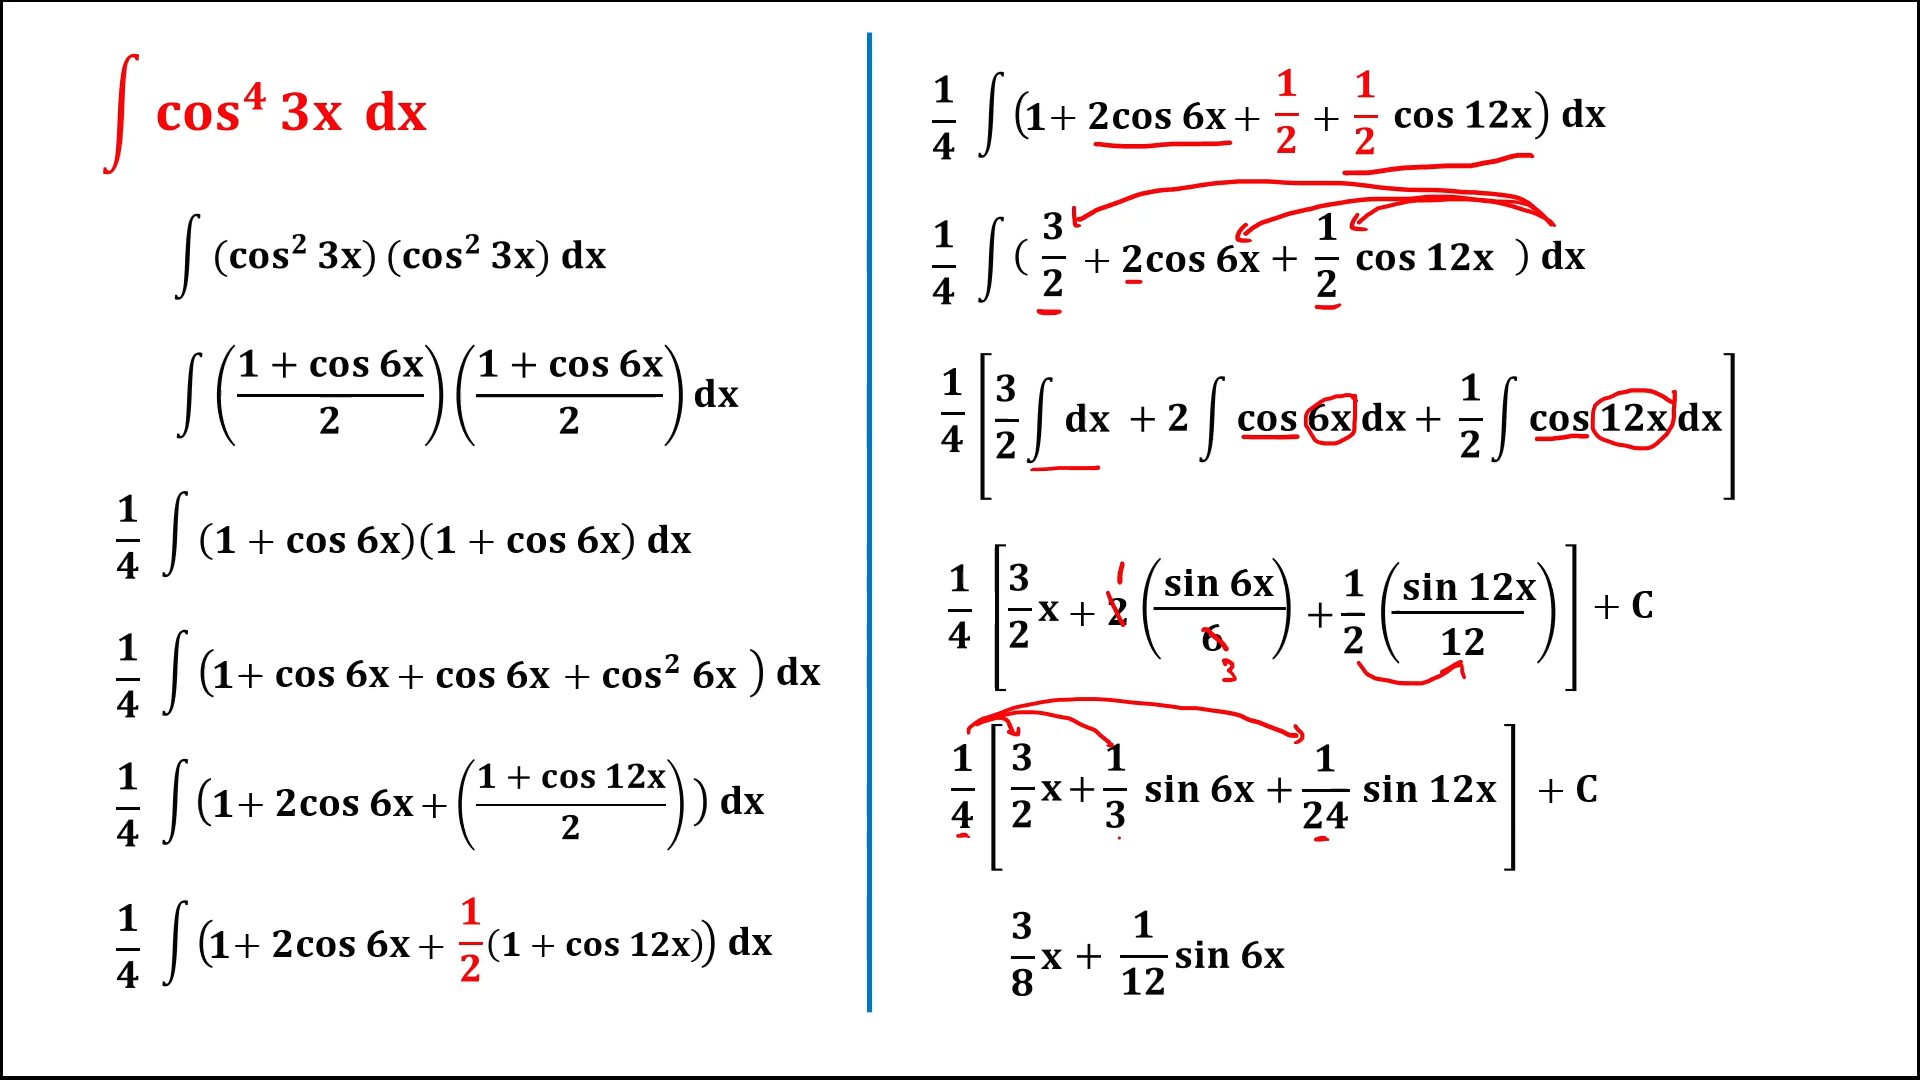 ∫ cos⁴ 3x dx
∫ (cos² 3x) (cos² 3x) dx
∫ ((1 + cos 6x)/2) ((1 + cos 6x)/2) dx
1/4 ∫ (1 + cos 6x)(1 + cos 6x) dx
1/4 ∫ (1+ cos 6x + cos 6x + cos² 6x ) dx
1/4 ∫ (1+ 2cos 6x + ((1 + cos 12x)/2) ) dx
1/4 ∫ (1+ 2cos 6x + 1/2 (1 + cos 12x)) dx
1/4 ∫ (1+ 2cos 6x + 1/2 + 1/2 cos 12x) dx
1/4 ∫ ( 3/2 + 2cos 6x + 1/2 cos 12x ) dx
1/4 [ 3/2 ∫ dx + 2 ∫ cos 6x dx + 1/2 ∫ cos 12x dx ]
1/4 [ 3/2 x + 2 ( sin 6x / 6 ) + 1/2 ( sin 12x / 12 ) ] + C
1
3
1/4 [ 3/2 x + 1/3 sin 6x + 1/24 sin 12x ] + C
3/8 x + 1/12 sin 6x